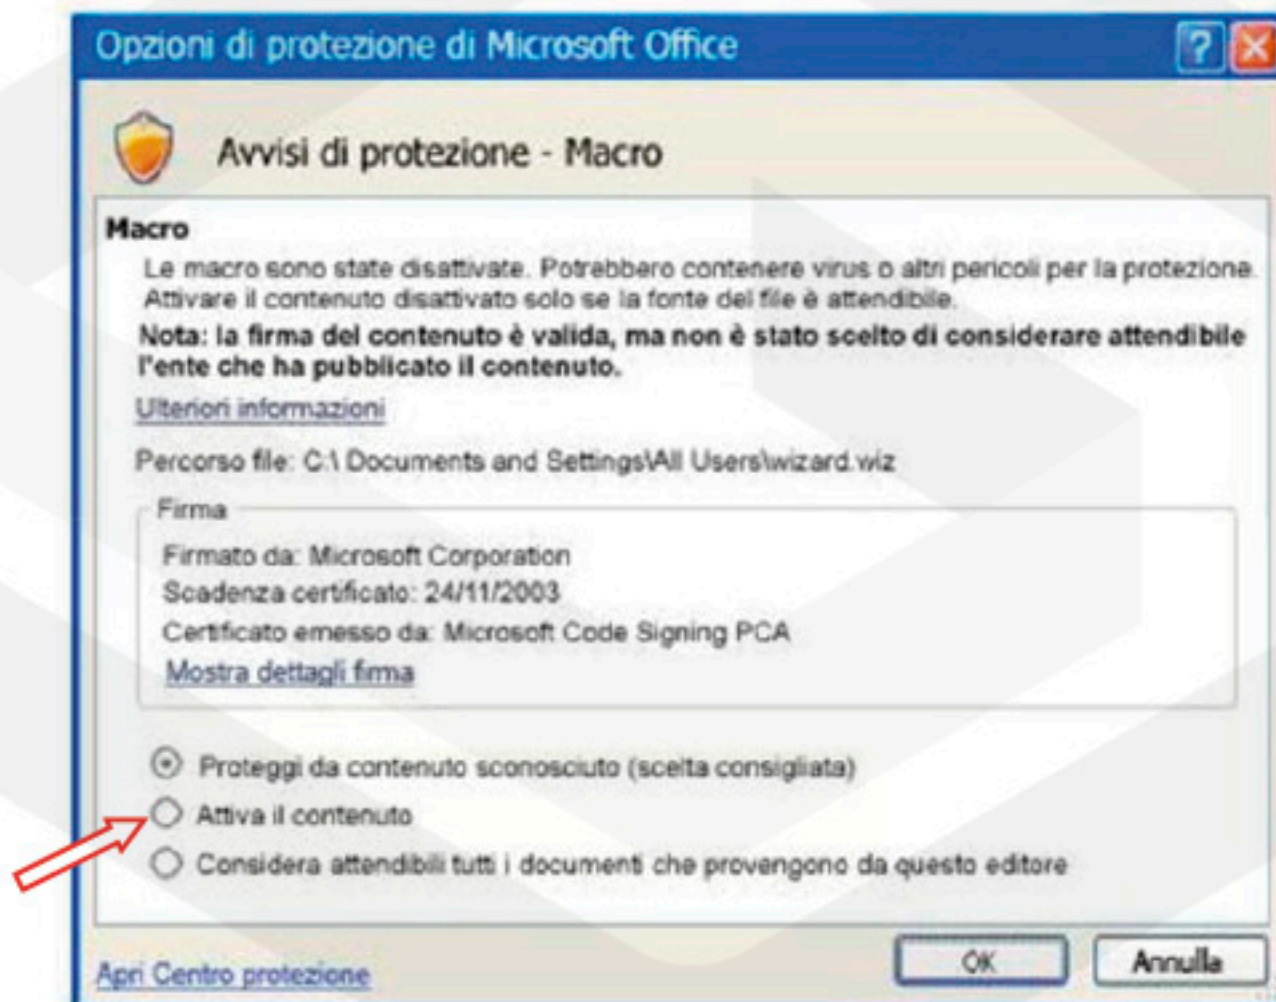 Opzioni di protezione di Microsoft Office
Avvisi di protezione - Macro
Macro
Le macro sono state disattivate. Potrebbero contenere virus o altri pericoli per la protezione.
Attivare il contenuto disattivato solo se la fonte del file è attendibile.
Nota: la firma del contenuto è valida, ma non è stato scelto di considerare attendibile
l'ente che ha pubblicato il contenuto.
Ulteriori informazioni
Percorso file: C:\ Documents and Settings\All Users\wizard.wiz
Firma
Firmato da: Microsoft Corporation
Scadenza certificato: 24/11/2003
Certificato emesso da: Microsoft Code Signing PCA
Mostra dettagli firma
Proteggi da contenuto sconosciuto (scelta consigliata)
Attiva il contenuto
Considera attendibili tutti i documenti che provengono da questo editore
Apri Centro protezione
OK
Annulla